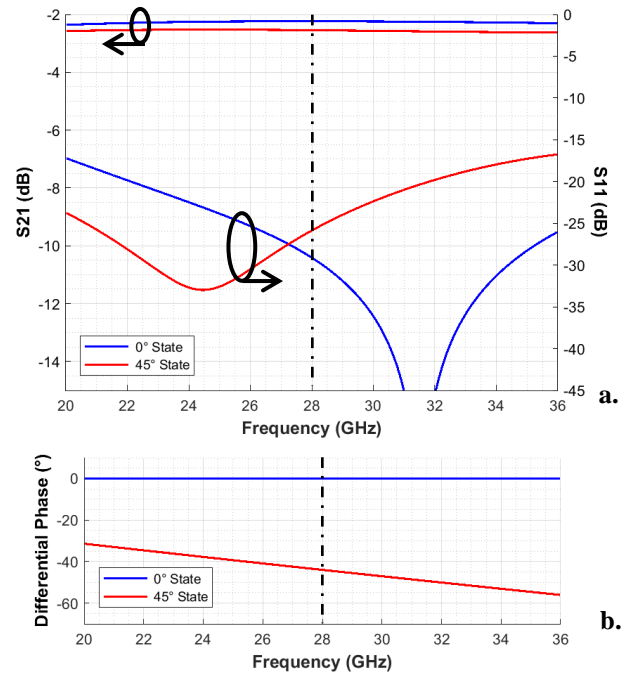 -2
-4
-6
-8
-10
-12
-14
S21 (dB)
0
-5
-10
-15
-20
-25
-30
-35
-40
-45
S11 (dB)
0° State
45° State
20 22 24 26 28 30 32 34 36
Frequency (GHz)
a.
0
-20
-40
-60
Differential Phase (°)
0° State
45° State
20 22 24 26 28 30 32 34 36
Frequency (GHz)
b.